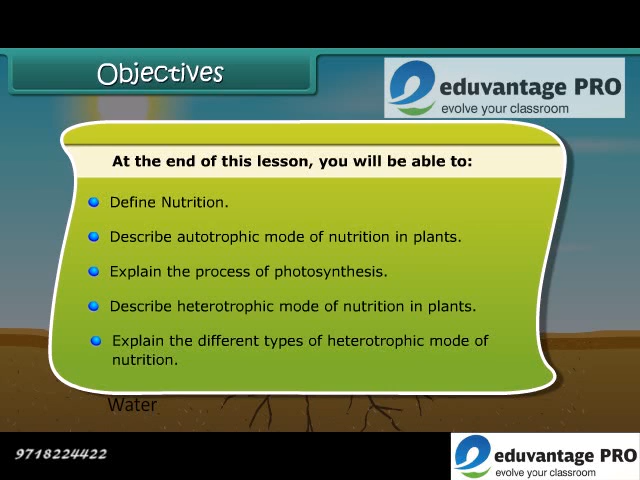 Objectives
eduvantage PRO
evolve your classroom
At the end of this lesson, you will be able to:
Define Nutrition.
Describe autotrophic mode of nutrition in plants.
Explain the process of photosynthesis.
Describe heterotrophic mode of nutrition in plants.
Explain the different types of heterotrophic mode of
nutrition.
Water
9718224422
eduvantage PRO
evolve your classroom